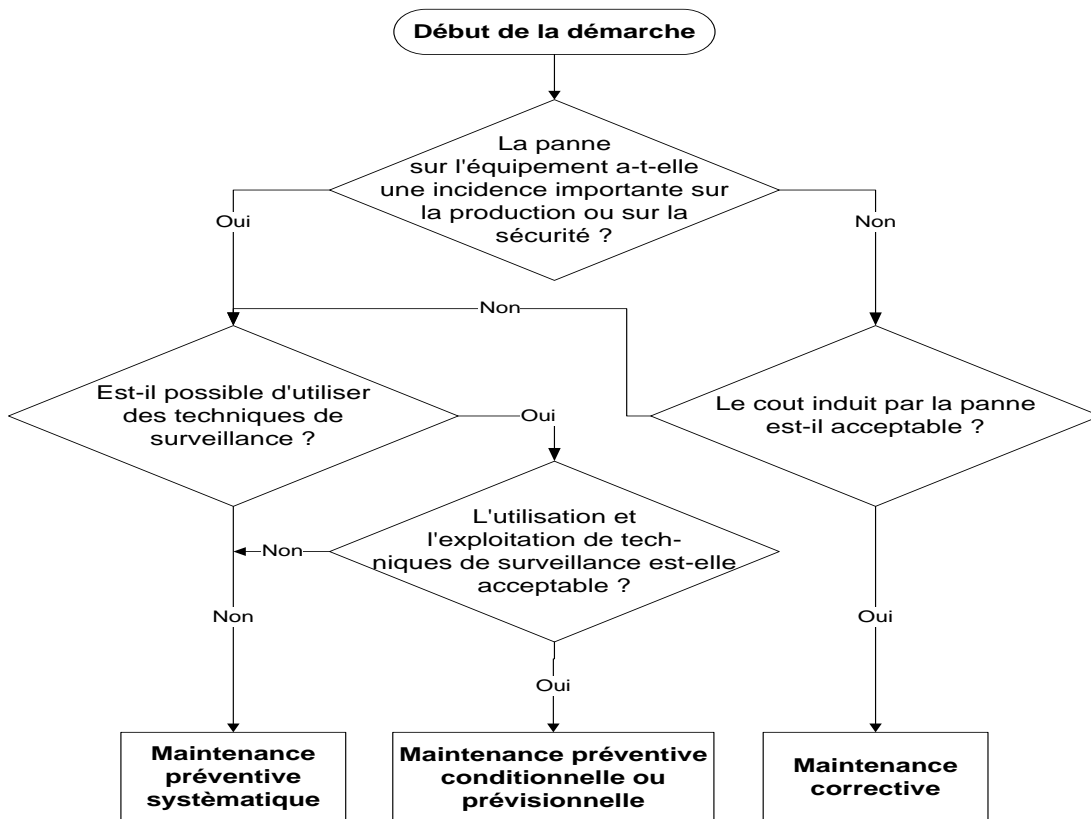 Début de la démarche
La panne
sur l'équipement a-t-elle
une incidence importante sur
la production ou sur la
sécurité ?
Oui
Non
Non
Est-il possible d'utiliser
des techniques de
surveillance ?
Oui
Le cout induit par la panne
est-il acceptable ?
L'utilisation et
l'exploitation de tech-
niques de surveillance est-elle
acceptable ?
Non
Non
Oui
Oui
Maintenance
préventive
systèmatique
Maintenance préventive
conditionnelle ou
prévisionnelle
Maintenance
corrective